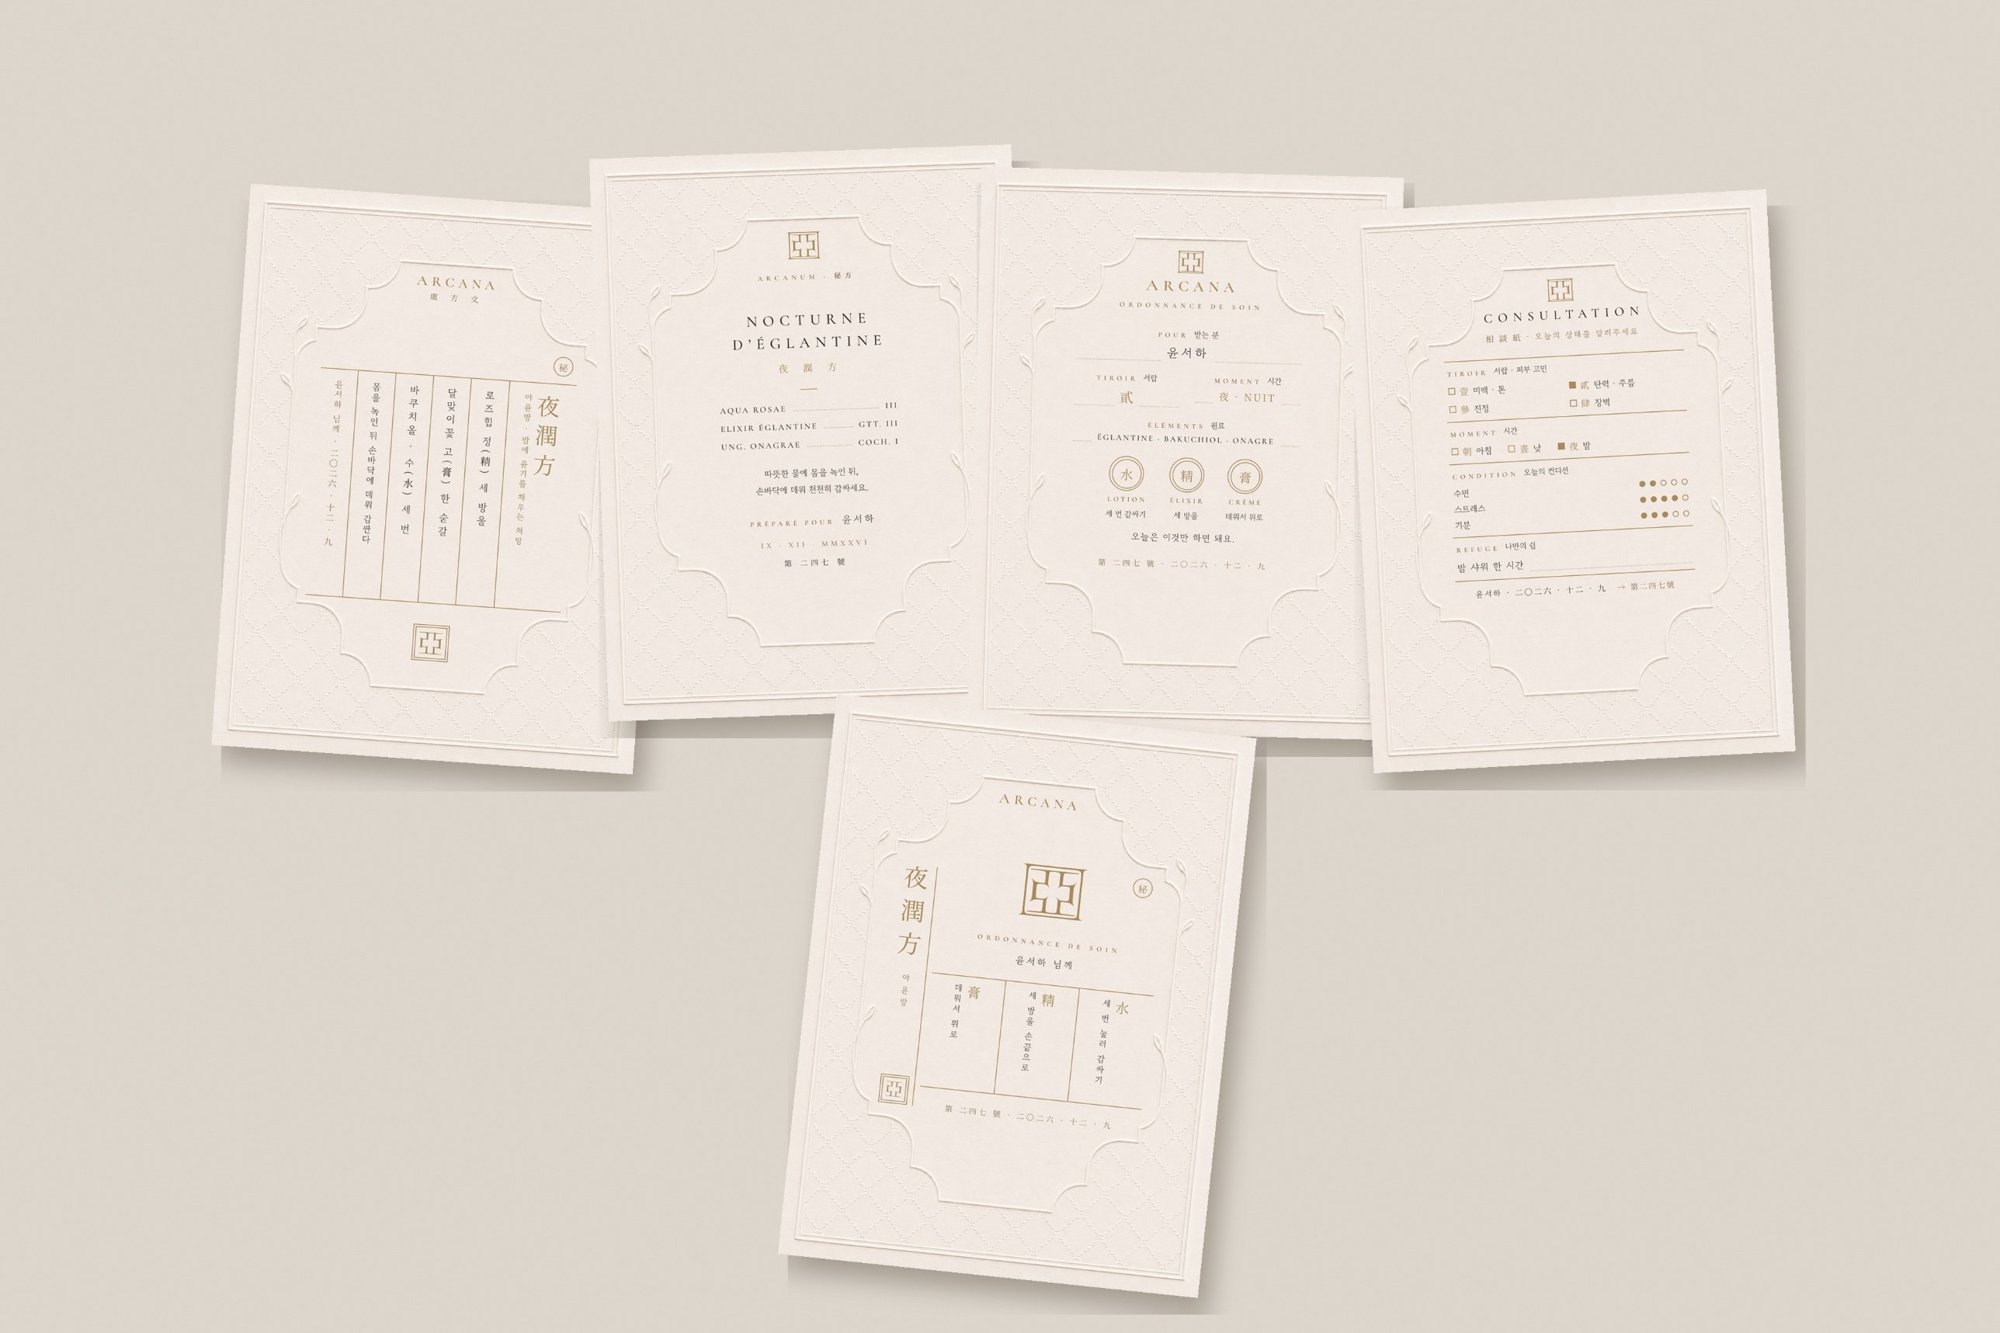 ARCANA
處方文
秘
夜潤方
야윤방 · 밤에 윤기를 채우는 처방
로즈힙 정(精) 세 방울
달맞이꽃 고(膏) 한 숟갈
바쿠치올 · 수(水) 세 번
몸을 녹인 뒤 손바닥에 데워 감싼다
윤서하 님께 二〇二六 · 十二 · 九
ARCANUM · 秘方
NOCTURNE
D'ÉGLANTINE
夜潤方
AQUA ROSAE III
ELIXIR ÉGLANTINE GTT. III
UNG. ONAGRAE COCH. I
따뜻한 물에 몸을 녹인 뒤,
손바닥에 데워 천천히 감싸세요.
PRÉPARÉ POUR 윤서하
IX · XII · MMXXVI
第 二四七 號
ARCANA
ORDONNANCE DE SOIN
POUR 받는 분
윤서하
TIROIR 서랍 MOMENT 시간
貳 夜 · NUIT
ÉLÉMENTS 원료
ÉGLANTINE · BAKUCHIOL · ONAGRE
水 精 膏
LOTION ÉLIXIR CRÈME
세 번 감싸기 세 방울 데워서 위로
오늘은 이것만 하면 돼요.
第 二四七 號 · 二〇二六 · 十二 · 九
CONSULTATION
相談紙 · 오늘의 상태를 알려주세요
TIROIR 서랍 · 피부 고민
壹 미백 · 톤 貳 탄력 · 주름
參 진정 肆 장벽
MOMENT 시간
朝 아침 晝 낮 夜 밤
CONDITION 오늘의 컨디션
수면
스트레스
기분
REFUGE 나만의 쉼
밤 샤워 한 시간
윤서하 · 二〇二六 · 十二 · 九 → 第二四七號
ARCANA
夜潤方
야윤방
秘
ORDONNANCE DE SOIN
윤서하 님께
水
세 번 눌러 감싸기
精
세 방울 손끝으로
膏
데워서 위로
第 二四七 號 · 二〇二六 · 十二 · 九